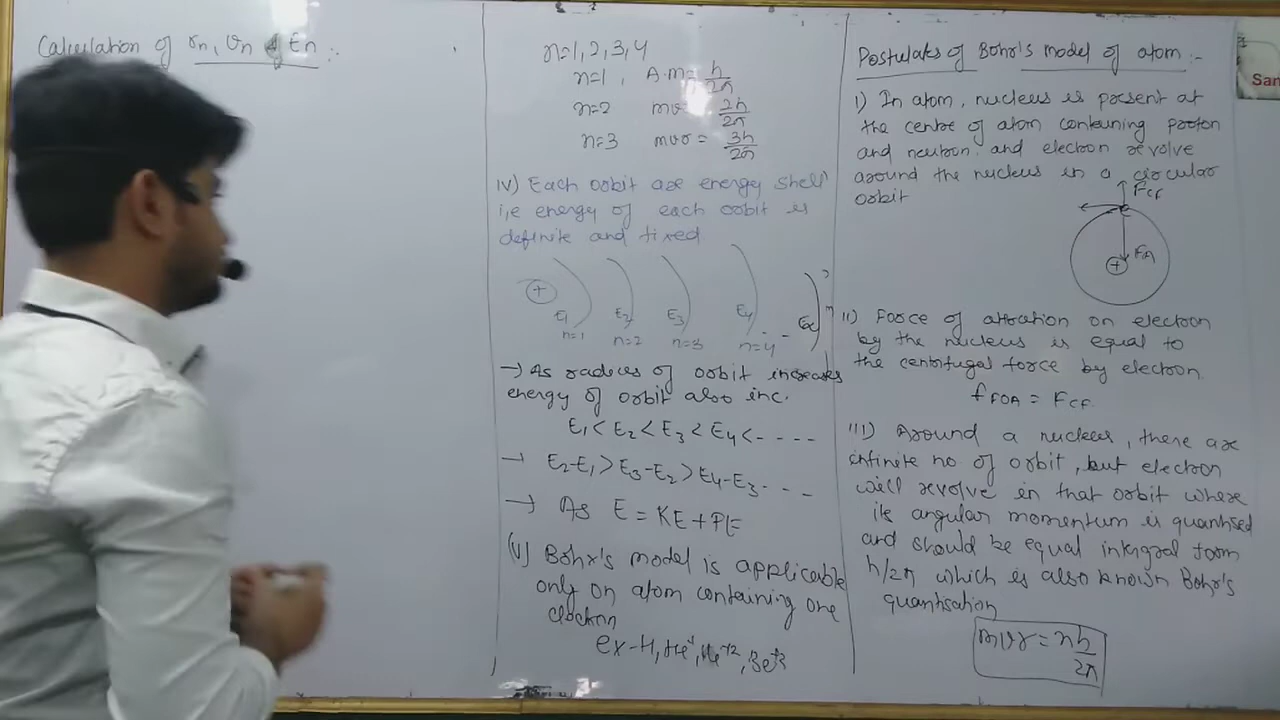 Calculation of rn, vn & En :-
n=1,2,3,4
n=1 , A.m = h/2π
n=2 mv = 2h/2π
n=3 mvr = 3h/2π
IV) Each orbit are energy shell
i,e energy of each orbit is
definite and fixed
+
E1 E2 E3 E4
n=1 n=2 n=3 n=4
→ As radius of orbit increases
energy of orbit also inc.
E1 < E2 < E3 < E4 < - - - -
→ E2-E1 > E3-E2 > E4-E3 - - -
→ As E = KE + PE
(V) Bohr's model is applicable
only on atom containing one
ex - H, He+,
Postulates of Bohr's model of atom :-
I) In atom, nucleus is present at
the centre of atom containing proton
and neutron and electron revolve
around the nucleus in a circular
orbit
FCF
e
FA
+
II) Force of attration on electron
by the nucleus is equal to
the centrifugal force by electron.
fFOA = FCF.
III) Around a nucleus, there are
infinite no of orbit, but electron
will revolve in that orbit where
its angular momentum is quantised
and should be equal integral form
h/2π which is also known Bohr's
quantisation
mvr = nh/2π
San